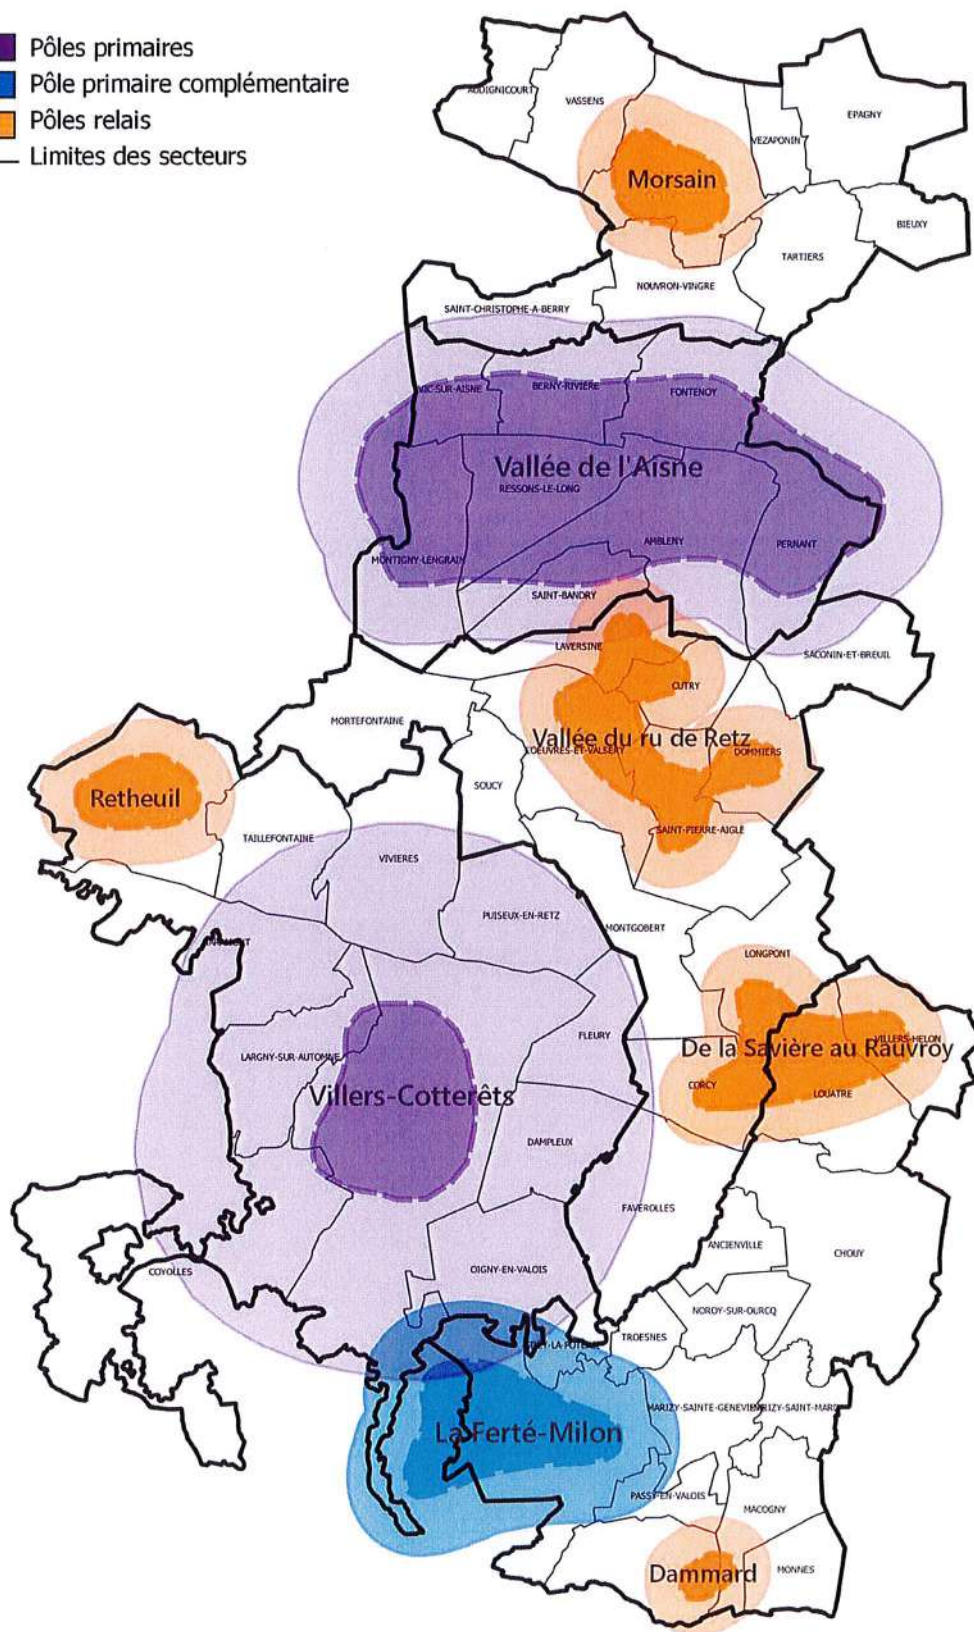 Pôles primaires
Pôle primaire complémentaire
Pôles relais
Limites des secteurs
AUDIGNICOURT
VASSENS
EPAGNY
VEZAPONIN
Morsain
BIEUXY
TARTIERS
NOUVRON-VINGRE
SAINT-CHRISTOPHE-A-BERRY
VIC-SUR-AISNE
BERNY-RIVIÈRE
FONTENOY
Vallée de l'Aisne
RESSONS-LE-LONG
AMBLENY
PERNANT
MONTIGNY-LENGRAIN
SAINT-BANDRY
LAVERSINE
SACONIN-ET-BREUIL
CUTRY
MORTEFONTAINE
Vallée du ru de Retz
COEUVRES-ET-VALSERY
DOMMIERS
SOUCY
Retheuil
SAINT-PIERRE-AIGLE
TAILLEFONTAINE
VIVIERES
PUISEUX-EN-RETZ
MONTGOBERT
LONGPONT
FLEURY
De la Savière au Rauvroy
VILLERS-HELON
LARGNY-SUR-AUTOMNE
CORCY
LOUATRE
Villers-Cotterêts
DAMPLEUX
FAVEROLLES
ANCIENVILLE
CHOUY
COYOLLES
OIGNY-EN-VALOIS
NOROY-SUR-OURCQ
TROESNES
MARIZY-SAINTE-GENEVIEVE
La Ferté-Milon
PASSY-EN-VALOIS
MACOGNY
Dammard
MONNES